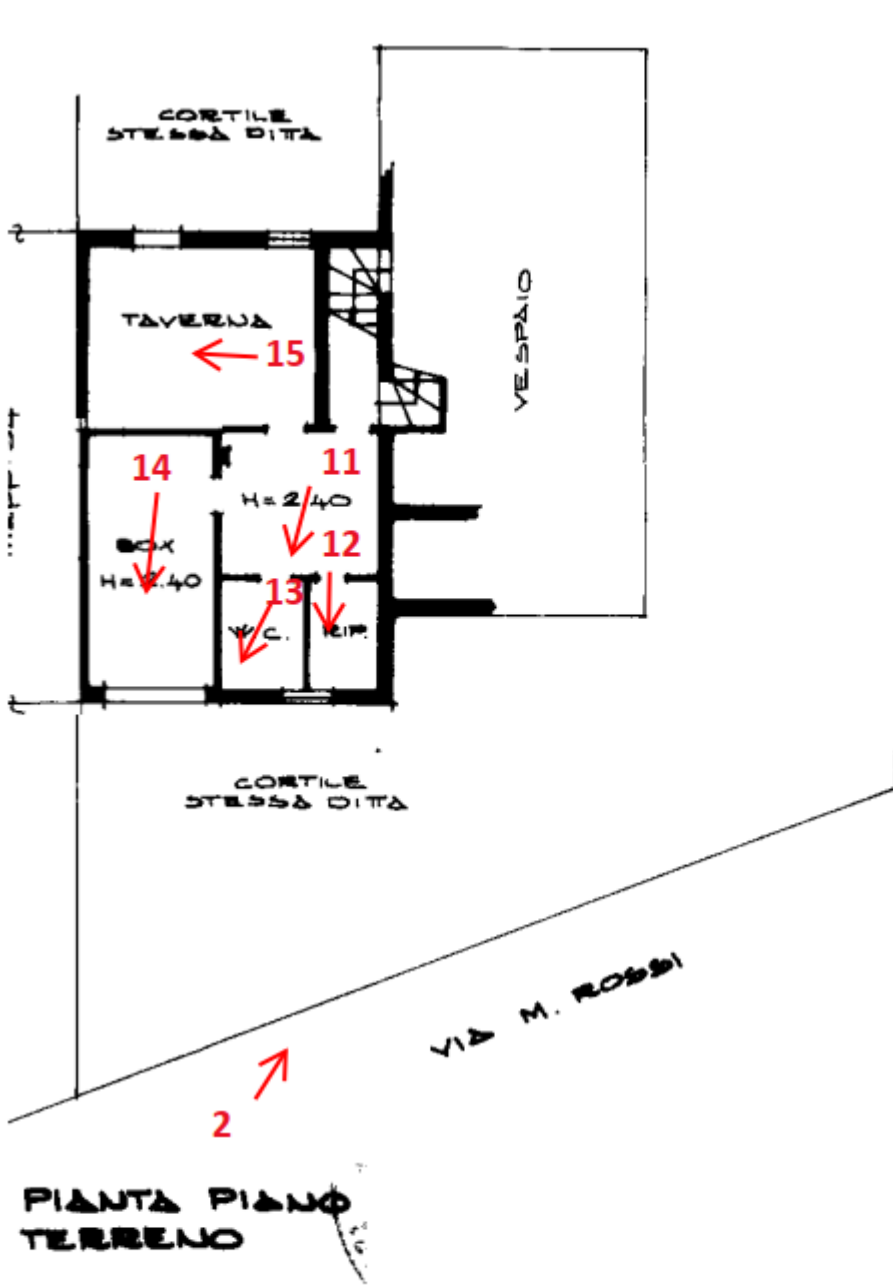 CORTILE
STESSA DITTA
TAVERNA
15
VESPAIO
14
11
H = 2.40
BOX
H = 2.40
12
13
W.C.
RIP.
CORTILE
STESSA DITTA
VIA M. ROSSI
2
PIANTA PIANO
TERRENO